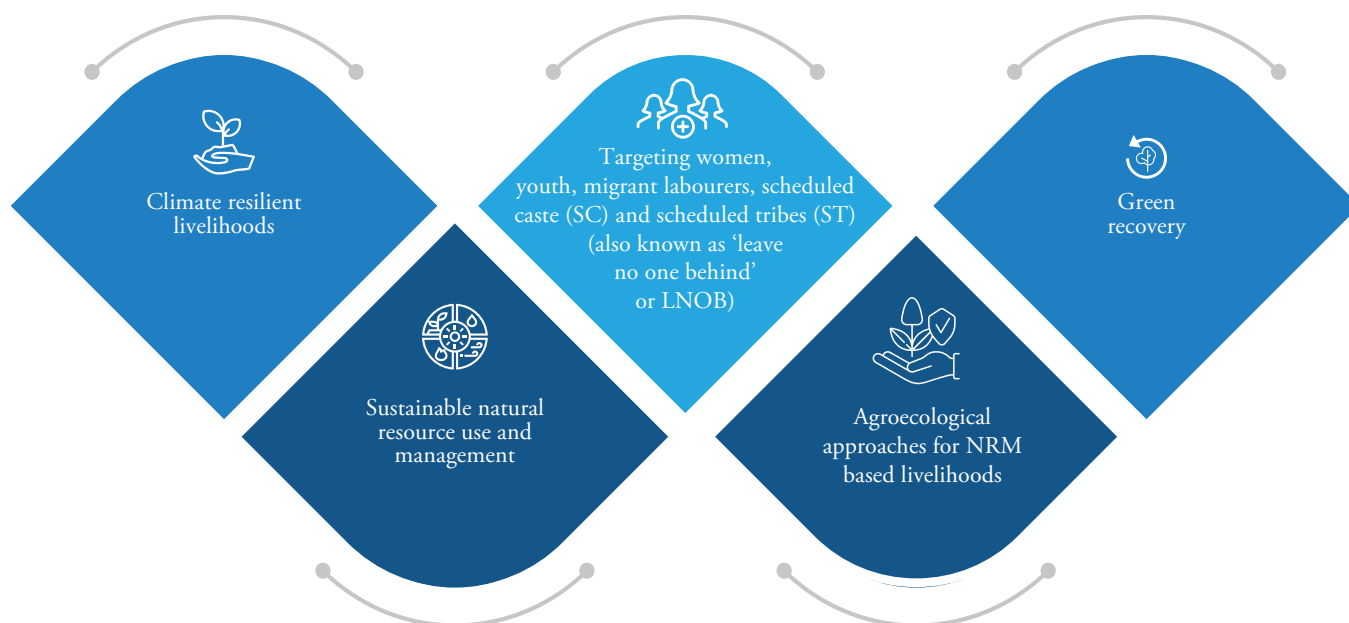 Climate resilient
livelihoods
Sustainable natural
resource use and
management
Targeting women,
youth, migrant labourers, scheduled
caste (SC) and scheduled tribes (ST)
(also known as ‘leave
no one behind’
or LNOB)
Agroecological
approaches for NRM
based livelihoods
Green
recovery